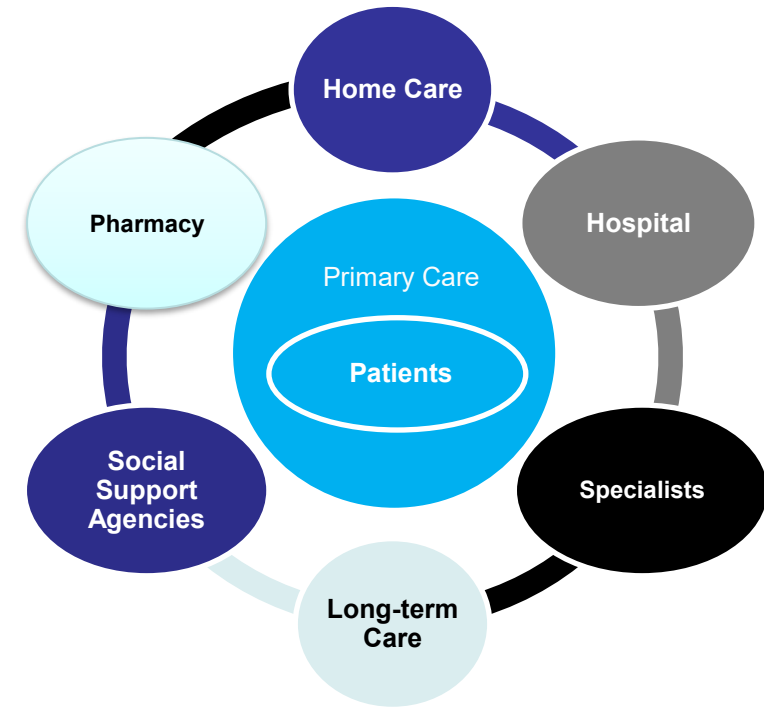 Home Care
Hospital
Pharmacy
Primary Care
Patients
Social
Support
Agencies
Specialists
Long-term
Care